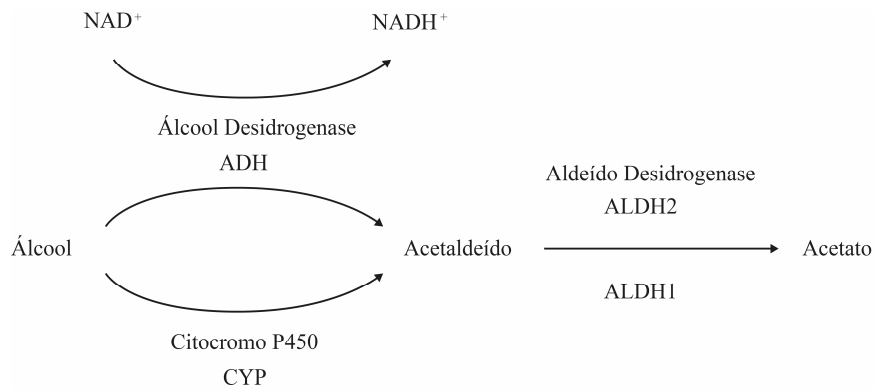 NAD⁺
NADH⁺
Álcool Desidrogenase
ADH
Aldeído Desidrogenase
ALDH2
Álcool
Acetaldeído
Acetato
ALDH1
Citocromo P450
CYP